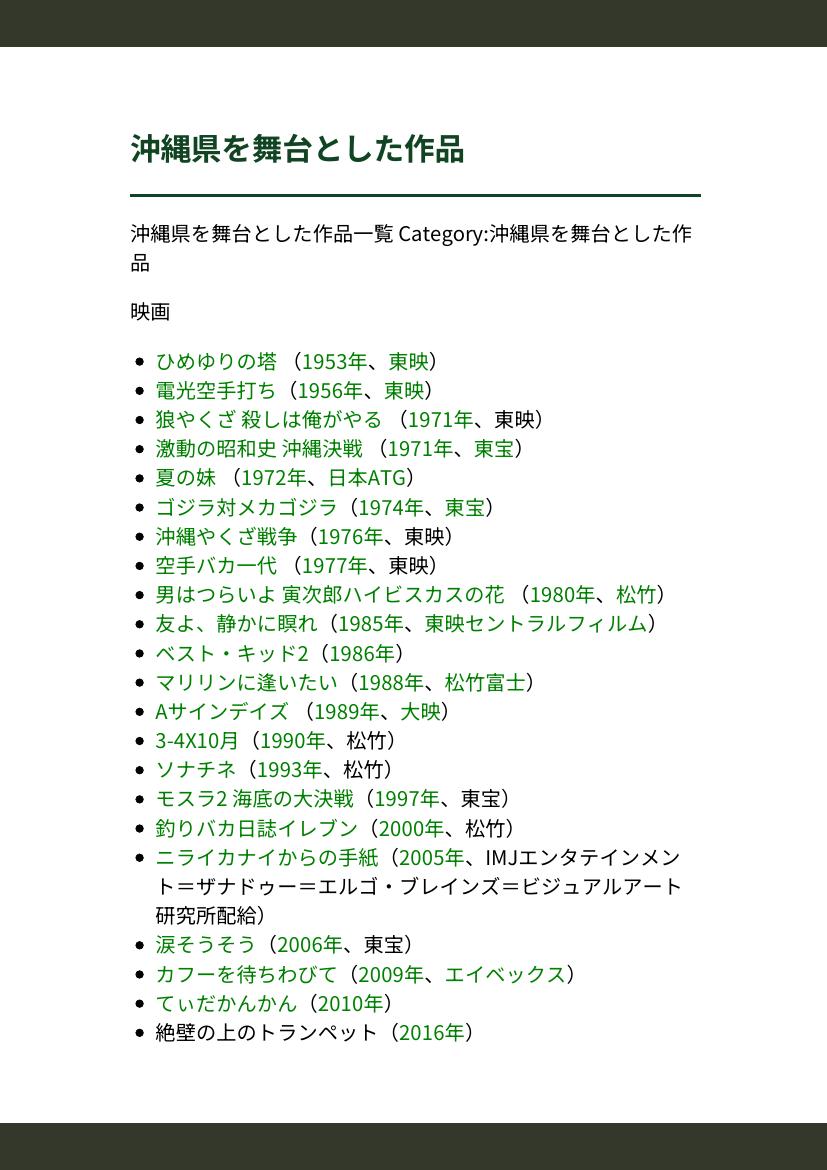 沖縄県を舞台とした作品
沖縄県を舞台とした作品一覧 Category:沖縄県を舞台とした作
品
映画
ひめゆりの塔 （1953年、東映）
電光空手打ち（1956年、東映）
狼やくざ 殺しは俺がやる （1971年、東映）
激動の昭和史 沖縄決戦 （1971年、東宝）
夏の妹 （1972年、日本ATG）
ゴジラ対メカゴジラ（1974年、東宝）
沖縄やくざ戦争（1976年、東映）
空手バカ一代 （1977年、東映）
男はつらいよ 寅次郎ハイビスカスの花 （1980年、松竹）
友よ、静かに瞑れ（1985年、東映セントラルフィルム）
ベスト・キッド2（1986年）
マリリンに逢いたい（1988年、松竹富士）
Aサインデイズ （1989年、大映）
3-4X10月（1990年、松竹）
ソナチネ（1993年、松竹）
モスラ2 海底の大決戦（1997年、東宝）
釣りバカ日誌イレブン（2000年、松竹）
ニライカナイからの手紙（2005年、IMJエンタテインメン
ト＝ザナドゥー＝エルゴ・ブレインズ＝ビジュアルアート
研究所配給）
涙そうそう（2006年、東宝）
カフーを待ちわびて（2009年、エイベックス）
てぃだかんかん（2010年）
絶壁の上のトランペット（2016年）